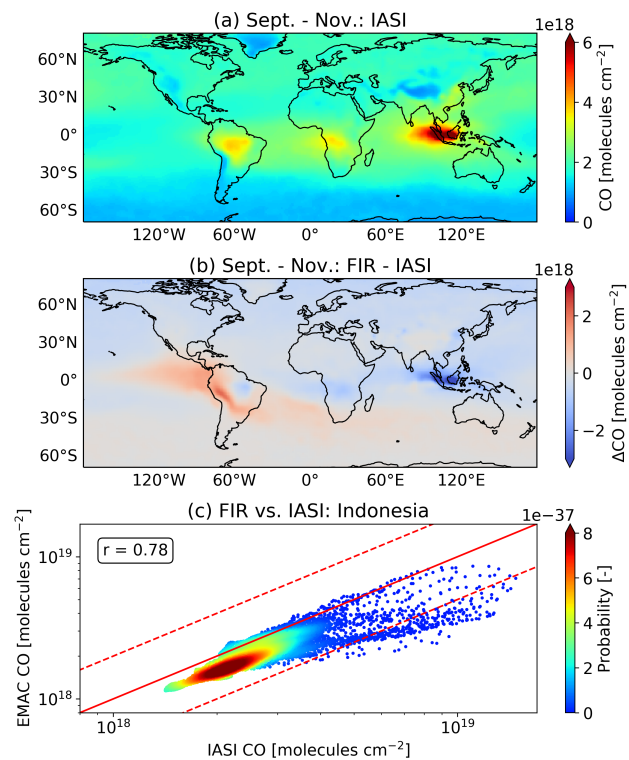 (a) Sept. - Nov.: IASI
1e18
60°N
30°N
0°
30°S
60°S
120°W 60°W 0° 60°E 120°E
6
4
2
0
CO [molecules cm⁻²]
(b) Sept. - Nov.: FIR - IASI
1e18
60°N
30°N
0°
30°S
60°S
120°W 60°W 0° 60°E 120°E
2
0
−2
ΔCO [molecules cm⁻²]
(c) FIR vs. IASI: Indonesia
1e−37
r = 0.78
10¹⁹
10¹⁸
EMAC CO [molecules cm⁻²]
10¹⁸ 10¹⁹
IASI CO [molecules cm⁻²]
8
6
4
2
0
Probability [-]